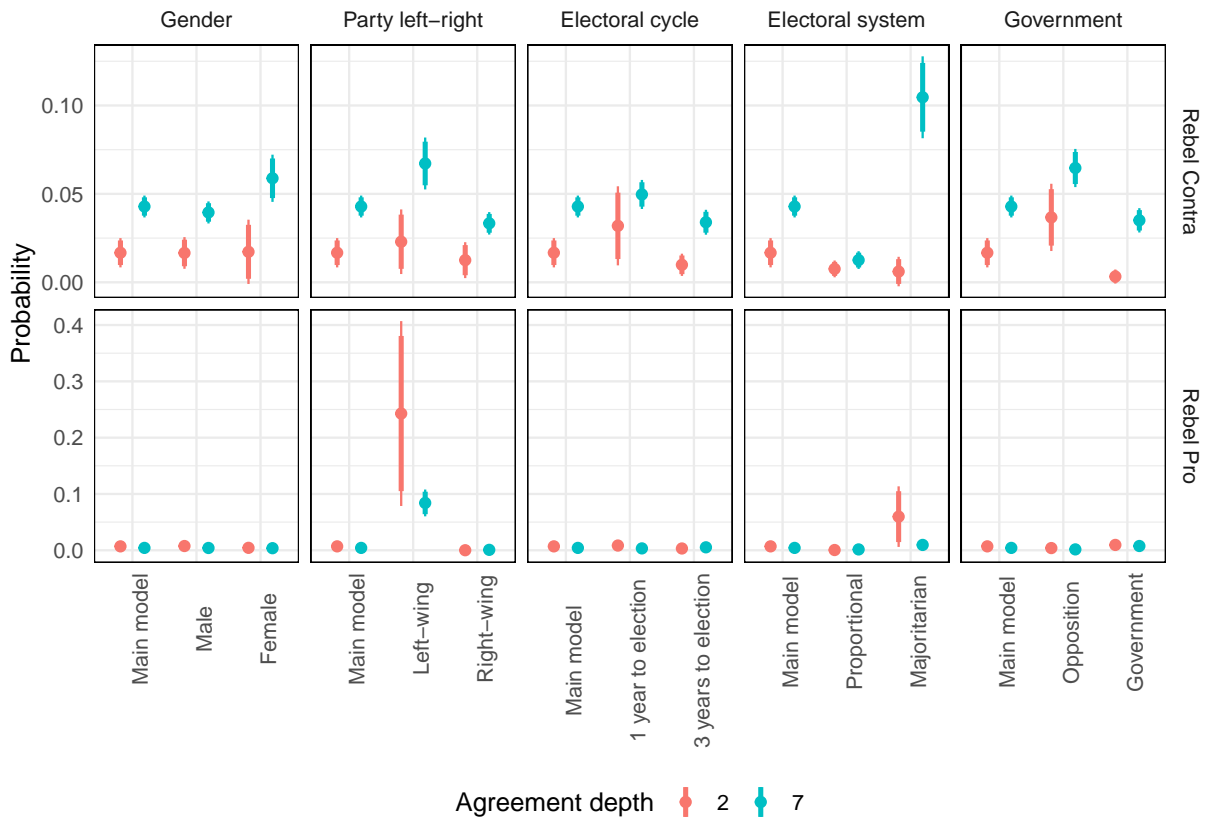 Gender
Party left−right
Electoral cycle
Electoral system
Government
Probability
0.10
0.05
0.00
Rebel Contra
0.4
0.3
0.2
0.1
0.0
Rebel Pro
Main model
Male
Female
Main model
Left−wing
Right−wing
Main model
1 year to election
3 years to election
Main model
Proportional
Majoritarian
Main model
Opposition
Government
Agreement depth 2 7